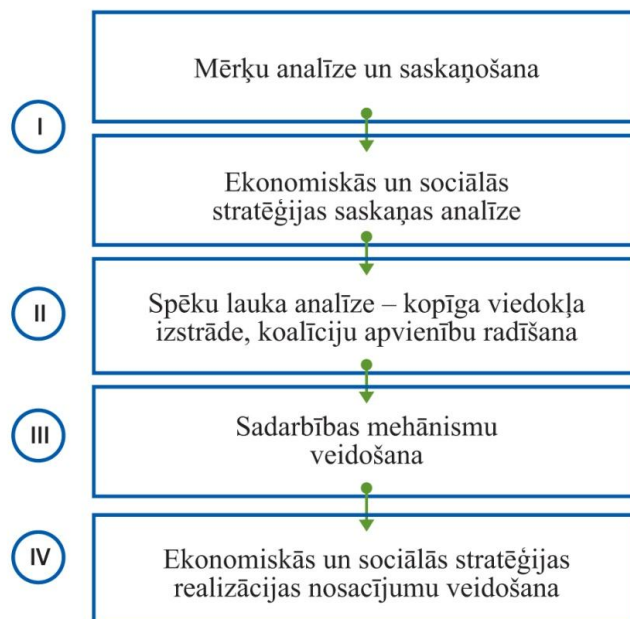 Mērķu analīze un saskaņošana
I
Ekonomiskās un sociālās
stratēģijas saskaņas analīze
II
Spēku lauka analīze – kopīga viedokļa
izstrāde, koalīciju apvienību radīšana
III
Sadarbības mehānismu
veidošana
IV
Ekonomiskās un sociālās stratēģijas
realizācijas nosacījumu veidošana